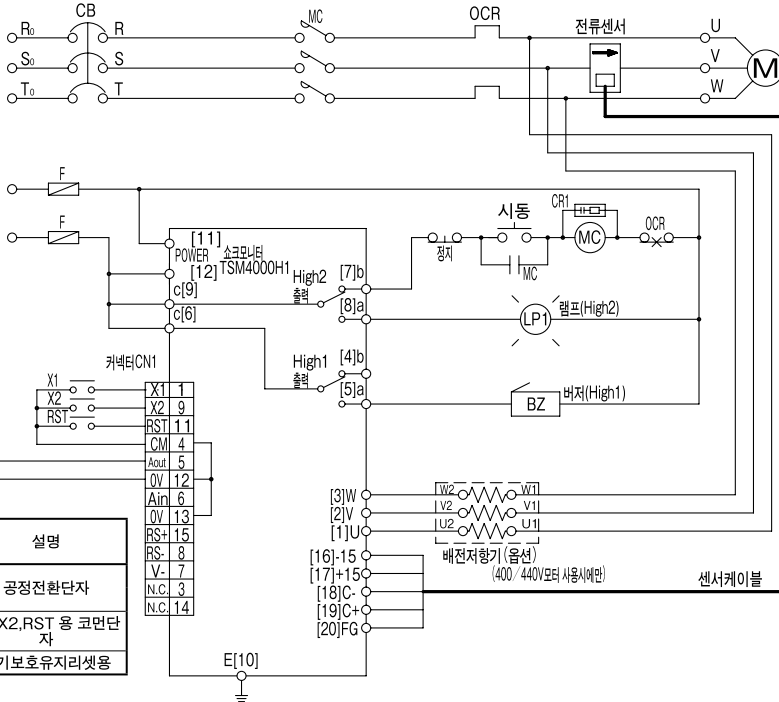 CB
MC
OCR
전류센서
R₀
R
U
S₀
S
V
M
T₀
T
W
F
F
시동
CR1
OCR
MC
정지
MC
[11]
POWER
쇼크모니터
TSM4000H1
[12]
High2
출력
[7]b
c[9]
[8]a
c[6]
LP1
램프(High2)
High1
출력
[4]b
[5]a
BZ
버저(High1)
커넥터CN1
X1
X1 1
X2
X2 9
RST
RST 11
CM 4
Aout 5
0V 12
Ain 6
0V 13
RS+ 15
RS- 8
V- 7
N.C. 3
N.C. 14
[3]W
W2
W1
[2]V
V2
V1
[1]U
U2
U1
배전저항기(옵션)
(400/440V모터 사용시에만)
[16]-15
[17]+15
[18]C-
[19]C+
[20]FG
센서케이블
E[10]
설명
공정전환단자
X2,RST 용 코먼단
자
기보호유지리셋용